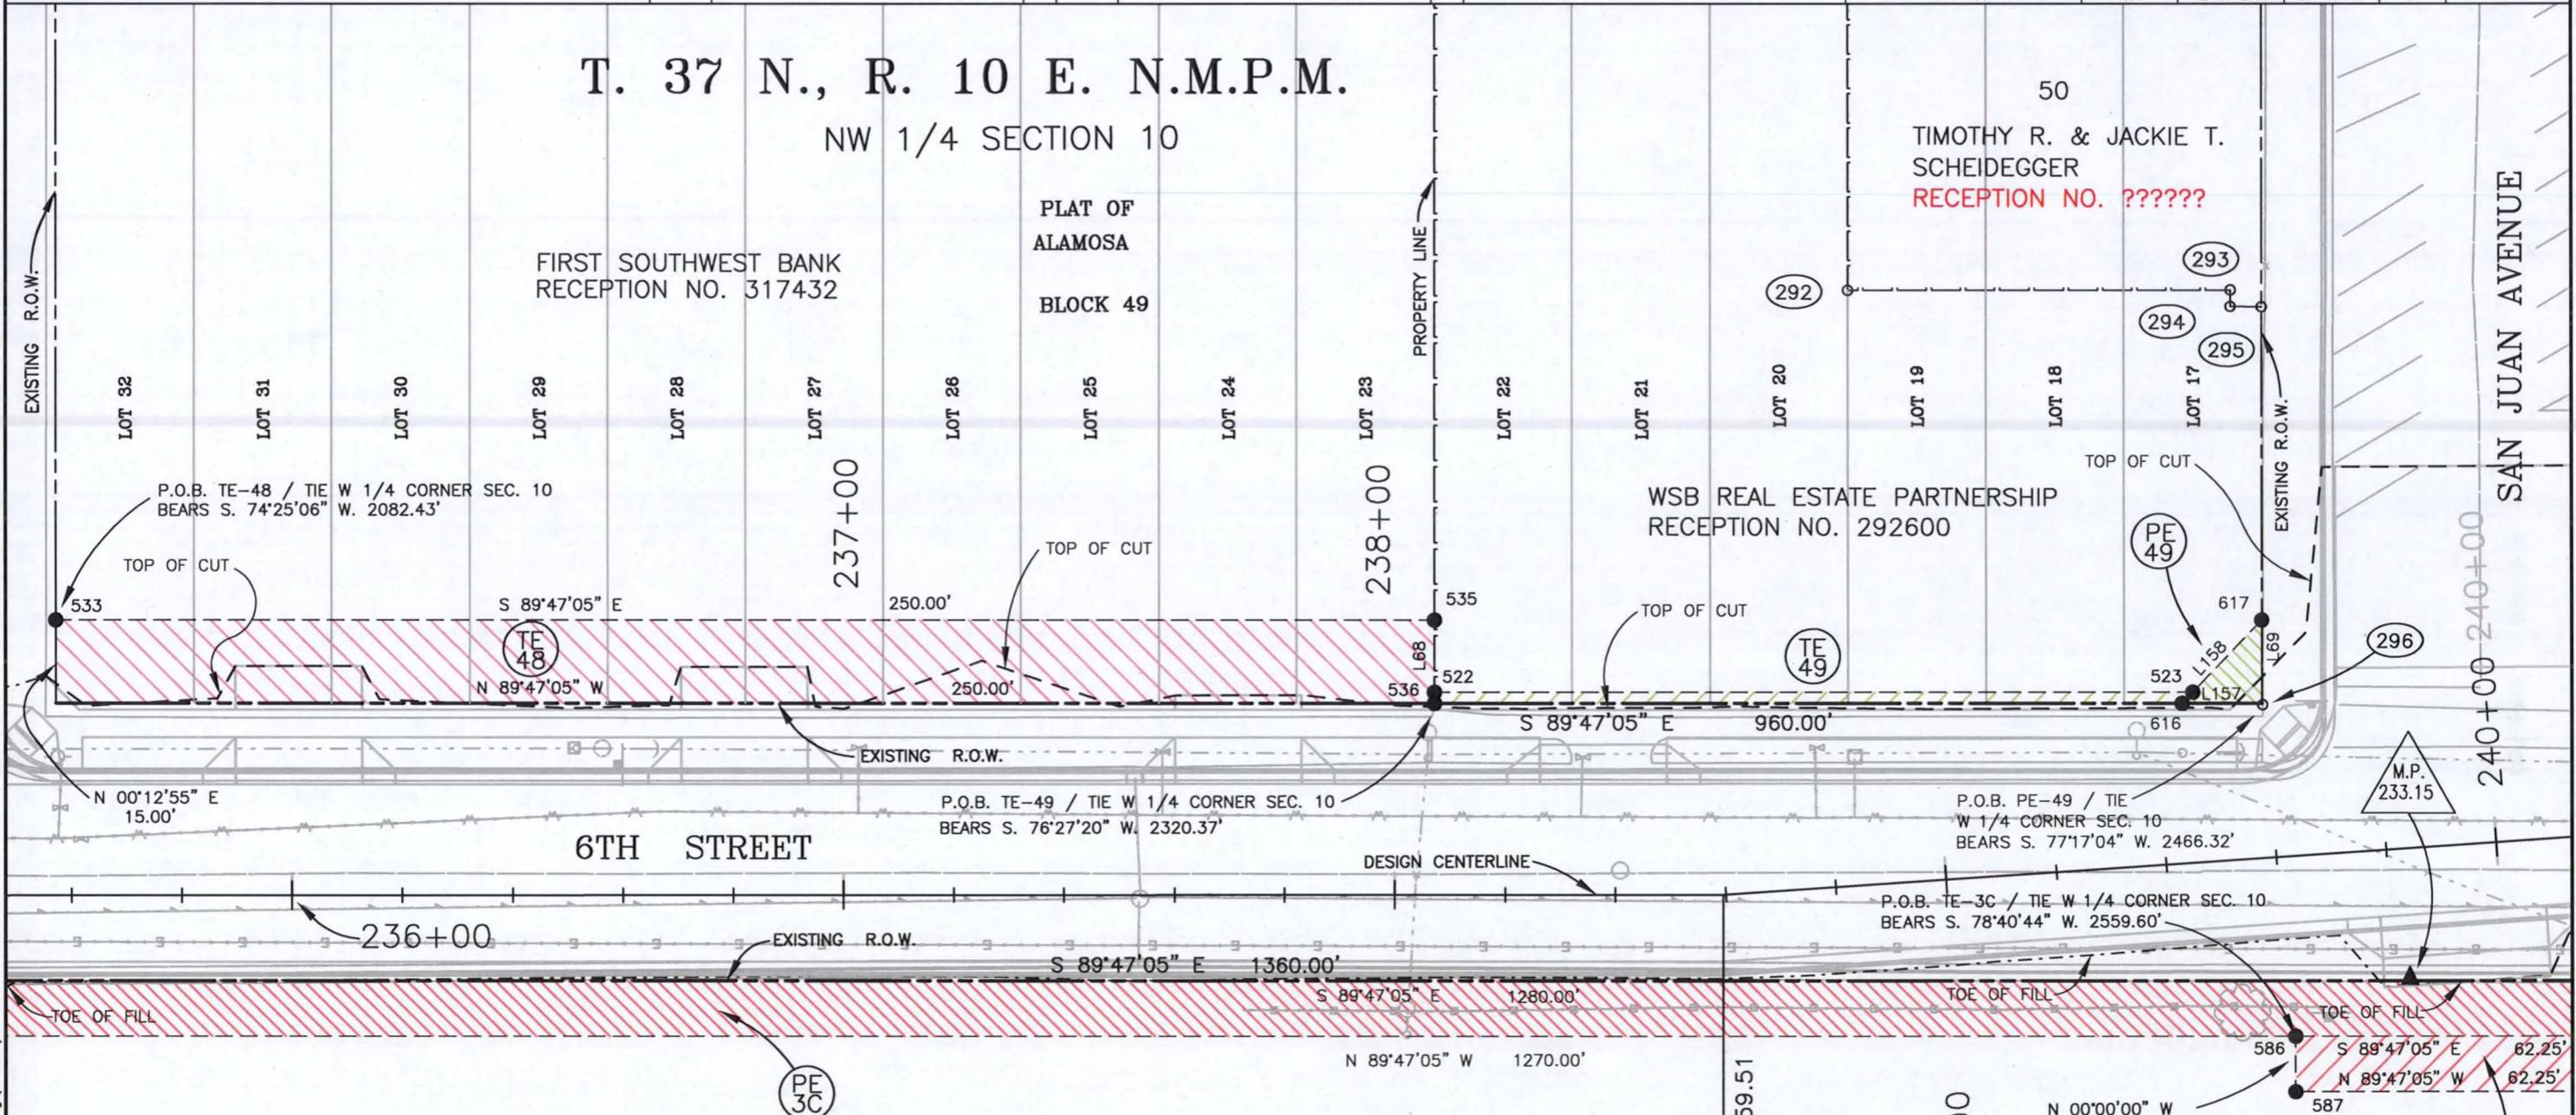 T. 37 N., R. 10 E. N.M.P.M.
NW 1/4 SECTION 10
PLAT OF
ALAMOSA
BLOCK 49
FIRST SOUTHWEST BANK
RECEPTION NO. 317432
50
TIMOTHY R. & JACKIE T.
SCHEIDEGGER
RECEPTION NO. ??????
SAN JUAN AVENUE
EXISTING R.O.W.
PROPERTY LINE
292
293
294
295
EXISTING R.O.W.
LOT 32
LOT 31
LOT 30
LOT 29
LOT 28
LOT 27
LOT 26
LOT 25
LOT 24
LOT 23
LOT 22
LOT 21
LOT 20
LOT 19
LOT 18
LOT 17
P.O.B. TE-48 / TIE W 1/4 CORNER SEC. 10
BEARS S. 74°25'06" W. 2082.43'
TOP OF CUT
237+00
238+00
TOP OF CUT
WSB REAL ESTATE PARTNERSHIP
RECEPTION NO. 292600
TOP OF CUT
PE
49
240+00
240+00
533
S 89°47'05" E 250.00'
TE
48
N 89°47'05" W 250.00'
535
L68
522
536
TOP OF CUT
TE
49
617
L158
L69
523
L157
616
296
S 89°47'05" E 960.00'
EXISTING R.O.W.
N 00°12'55" E
15.00'
P.O.B. TE-49 / TIE W 1/4 CORNER SEC. 10
BEARS S. 76°27'20" W. 2320.37'
P.O.B. PE-49 / TIE
W 1/4 CORNER SEC. 10
BEARS S. 77°17'04" W. 2466.32'
M.P.
233.15
6TH STREET
DESIGN CENTERLINE
P.O.B. TE-3C / TIE W 1/4 CORNER SEC. 10
BEARS S. 78°40'44" W. 2559.60'
236+00
EXISTING R.O.W.
S 89°47'05" E 1360.00'
S 89°47'05" E 1280.00'
TOE OF FILL
TOE OF FILL
TOE OF FILL
N 89°47'05" W 1270.00'
PE
3C
59.51
586
S 89°47'05" E 62.25'
N 89°47'05" W 62.25'
587
N 00°00'00" W